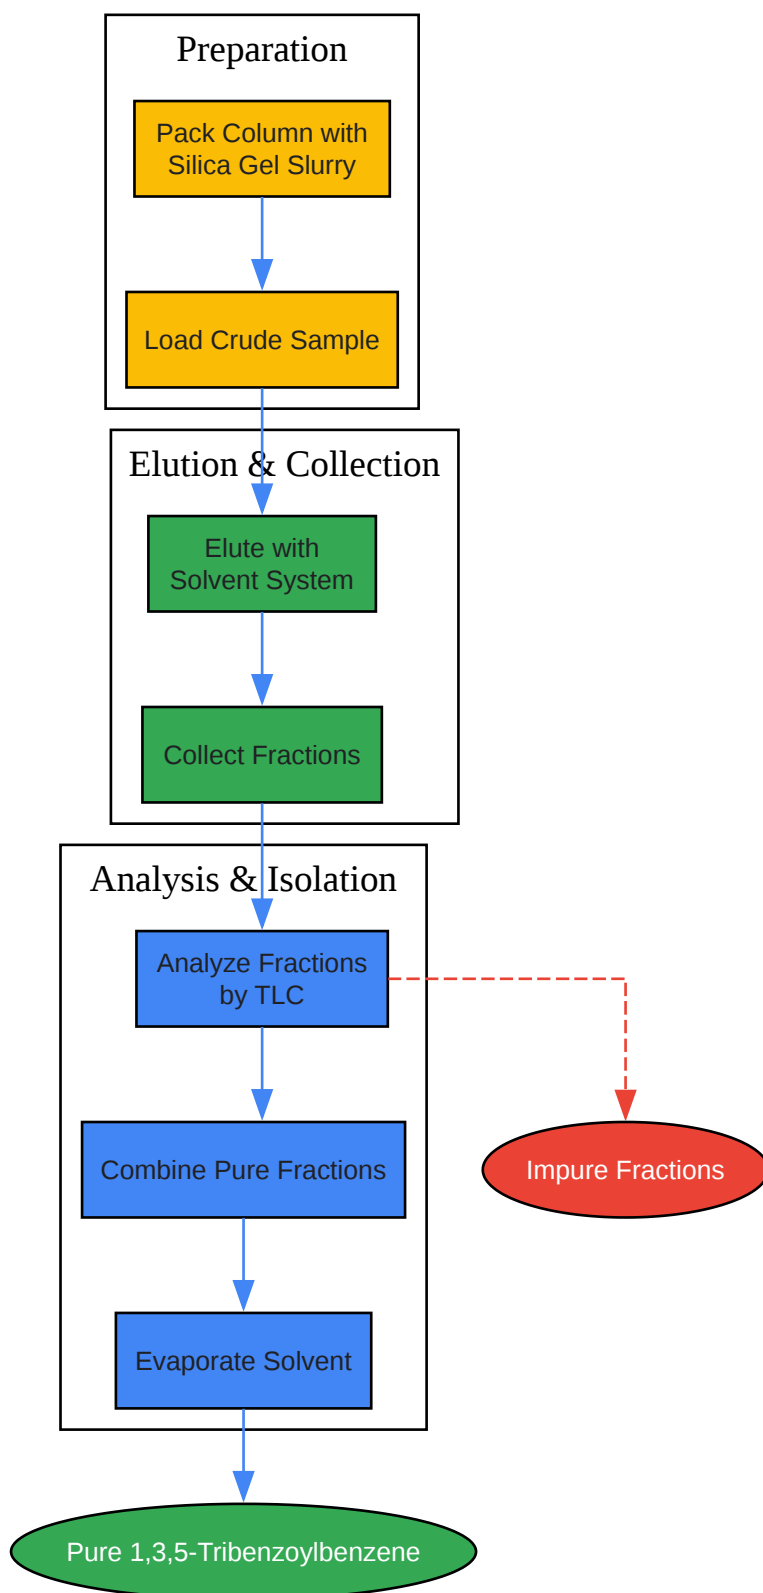 Preparation
Pack Column with
Silica Gel Slurry
Load Crude Sample
Elution & Collection
Elute with
Solvent System
Collect Fractions
Analysis & Isolation
Analyze Fractions
by TLC
Combine Pure Fractions
Impure Fractions
Evaporate Solvent
Pure 1,3,5-Tribenzoylbenzene